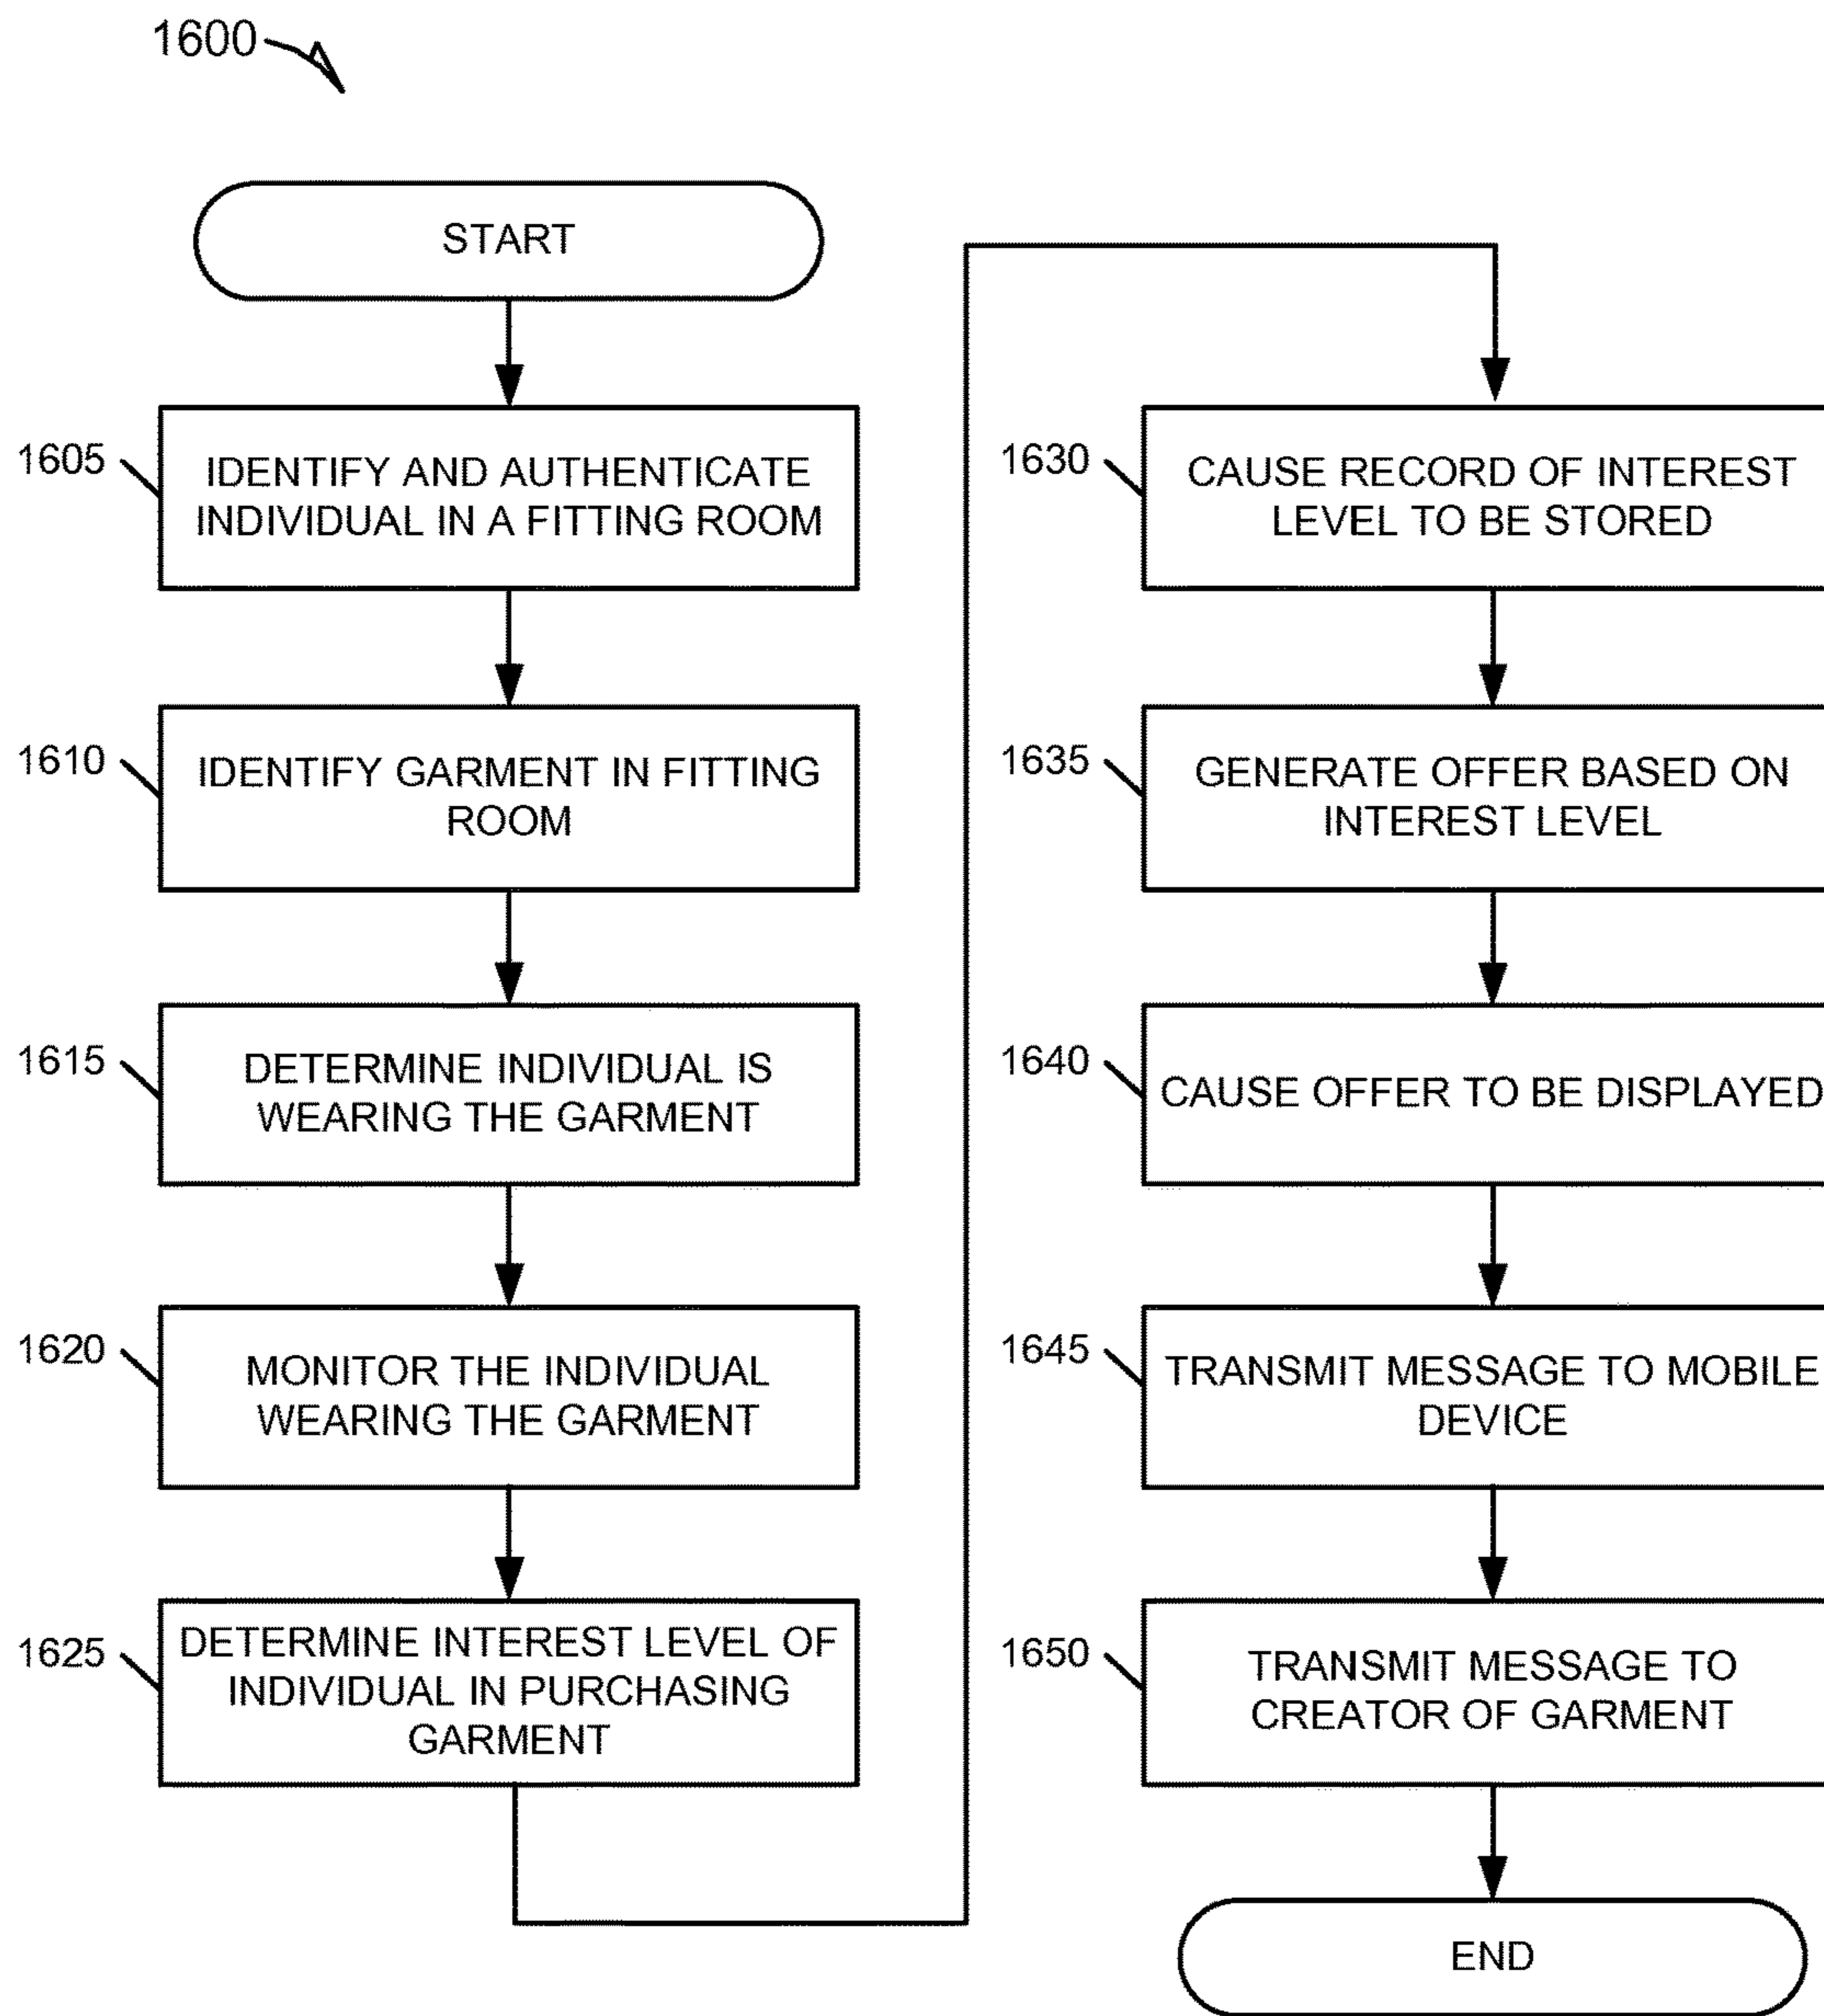 1600
START
1605
IDENTIFY AND AUTHENTICATE
INDIVIDUAL IN A FITTING ROOM
1610
IDENTIFY GARMENT IN FITTING
ROOM
1615
DETERMINE INDIVIDUAL IS
WEARING THE GARMENT
1620
MONITOR THE INDIVIDUAL
WEARING THE GARMENT
1625
DETERMINE INTEREST LEVEL OF
INDIVIDUAL IN PURCHASING
GARMENT
1630
CAUSE RECORD OF INTEREST
LEVEL TO BE STORED
1635
GENERATE OFFER BASED ON
INTEREST LEVEL
1640
CAUSE OFFER TO BE DISPLAYED
1645
TRANSMIT MESSAGE TO MOBILE
DEVICE
1650
TRANSMIT MESSAGE TO
CREATOR OF GARMENT
END